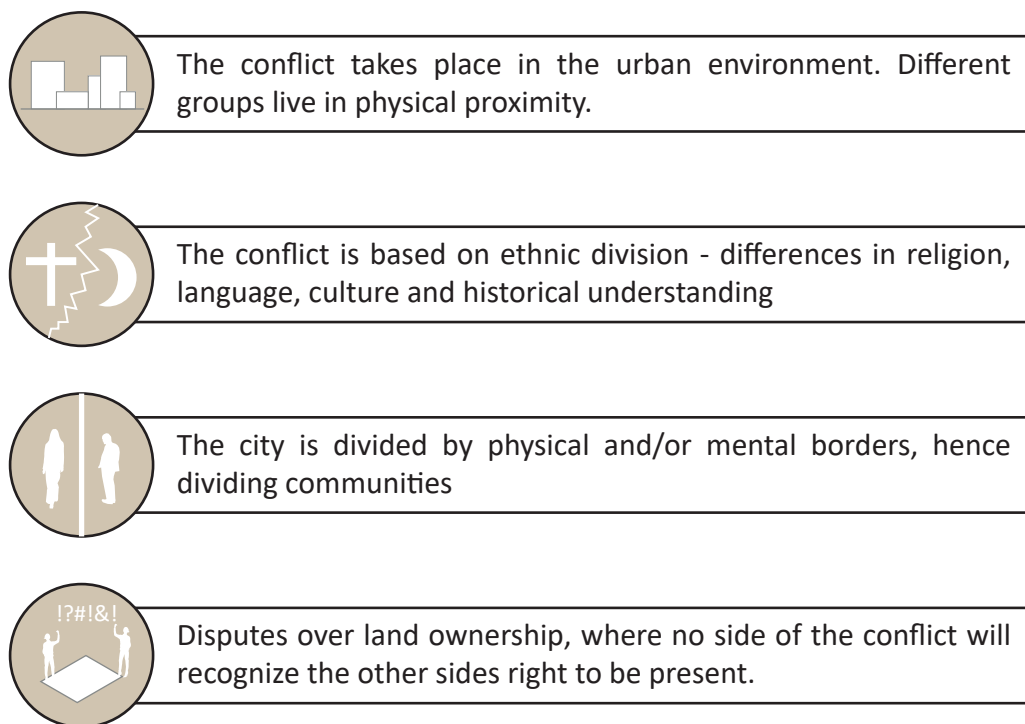 The conflict takes place in the urban environment. Different
groups live in physical proximity.
The conflict is based on ethnic division - differences in religion,
language, culture and historical understanding
The city is divided by physical and/or mental borders, hence
dividing communities
!?#!&!
Disputes over land ownership, where no side of the conflict will
recognize the other sides right to be present.